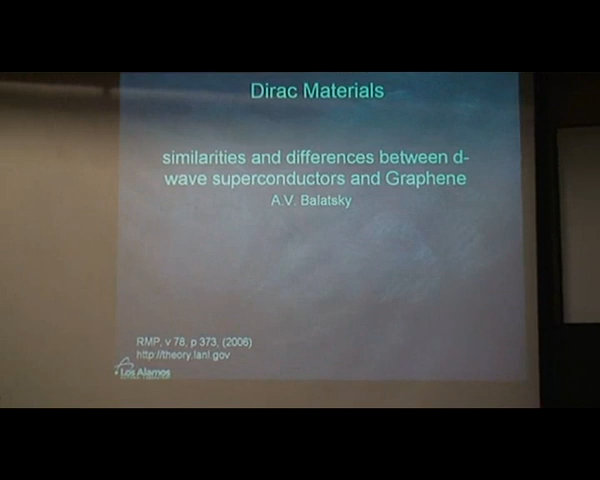 Dirac Materials
similarities and differences between d-
wave superconductors and Graphene
A.V. Balatsky
RMP, v 78, p 373, (2006)
http://theory.lanl.gov
Los Alamos